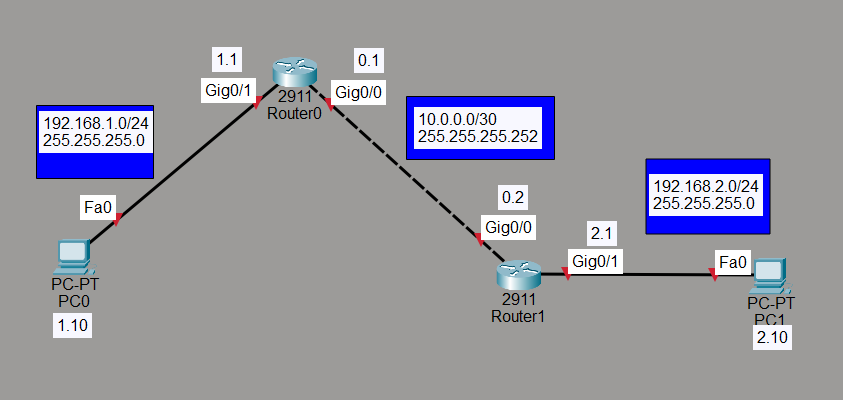 1.1
0.1
Gig0/1
Gig0/0
2911
Router0
192.168.1.0/24
255.255.255.0
10.0.0.0/30
255.255.255.252
192.168.2.0/24
255.255.255.0
Fa0
0.2
Gig0/0
2.1
Gig0/1
Fa0
PC-PT
PC0
1.10
2911
Router1
PC-PT
PC1
2.10